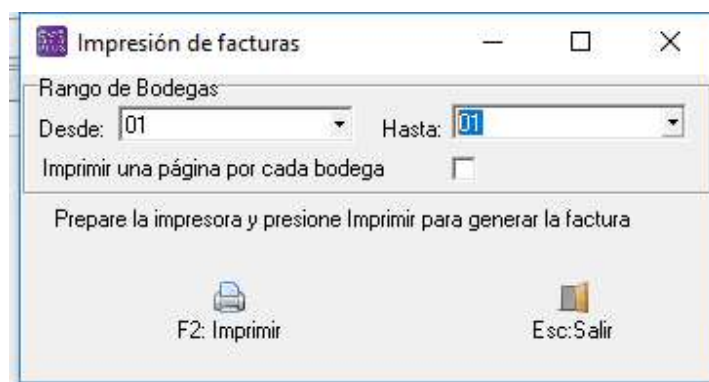 Impresión de facturas
Rango de Bodegas
Desde: 01 Hasta: 01
Imprimir una página por cada bodega
Prepare la impresora y presione Imprimir para generar la factura
F2: Imprimir Esc:Salir